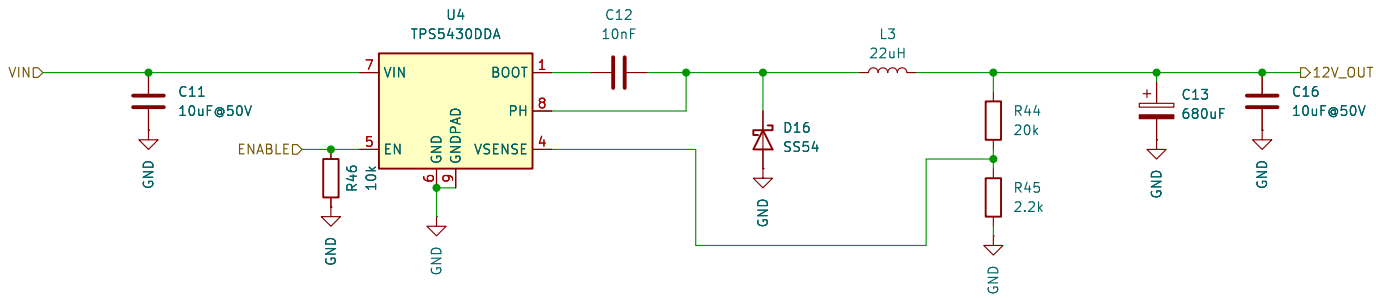 U4
TPS5430DDA
C12
10nF
L3
22uH
VIN
7
VIN
BOOT
1
12V_OUT
C11
10uF@50V
PH
8
C13
680uF
C16
10uF@50V
R44
20k
D16
SS54
ENABLE
5
EN
GND
GNDPAD
VSENSE
4
6
9
R46
10k
GND
GND
GND
GND
GND
R45
2.2k
GND
GND
GND